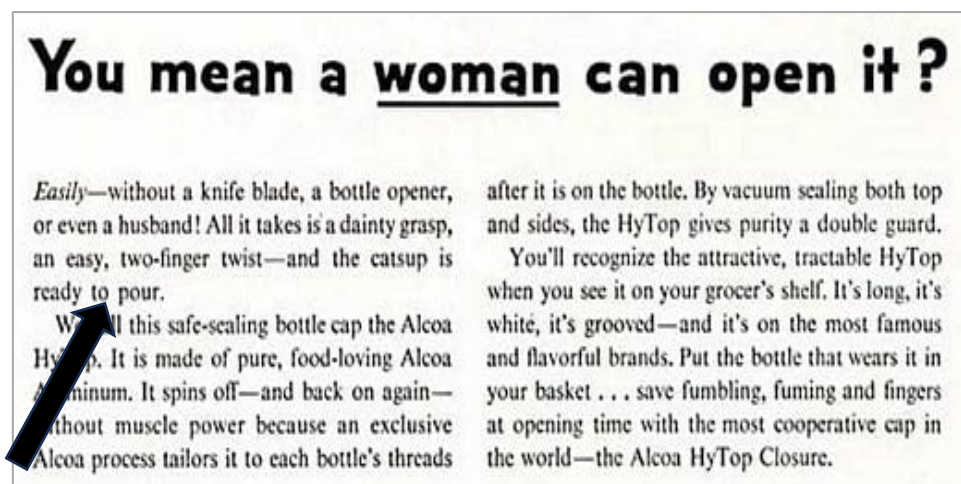 You mean a woman can open it?
Easily—without a knife blade, a bottle opener,
or even a husband! All it takes is a dainty grasp,
an easy, two-finger twist—and the catsup is
ready to pour.
this safe-sealing bottle cap the Alcoa
It is made of pure, food-loving Alcoa
It spins off—and back on again—
muscle power because an exclusive
Alcoa process tailors it to each bottle's threads
after it is on the bottle. By vacuum sealing both top
and sides, the HyTop gives purity a double guard.
You'll recognize the attractive, tractable HyTop
when you see it on your grocer's shelf. It's long, it's
white, it's grooved—and it's on the most famous
and flavorful brands. Put the bottle that wears it in
your basket . . . save fumbling, fuming and fingers
at opening time with the most cooperative cap in
the world—the Alcoa HyTop Closure.